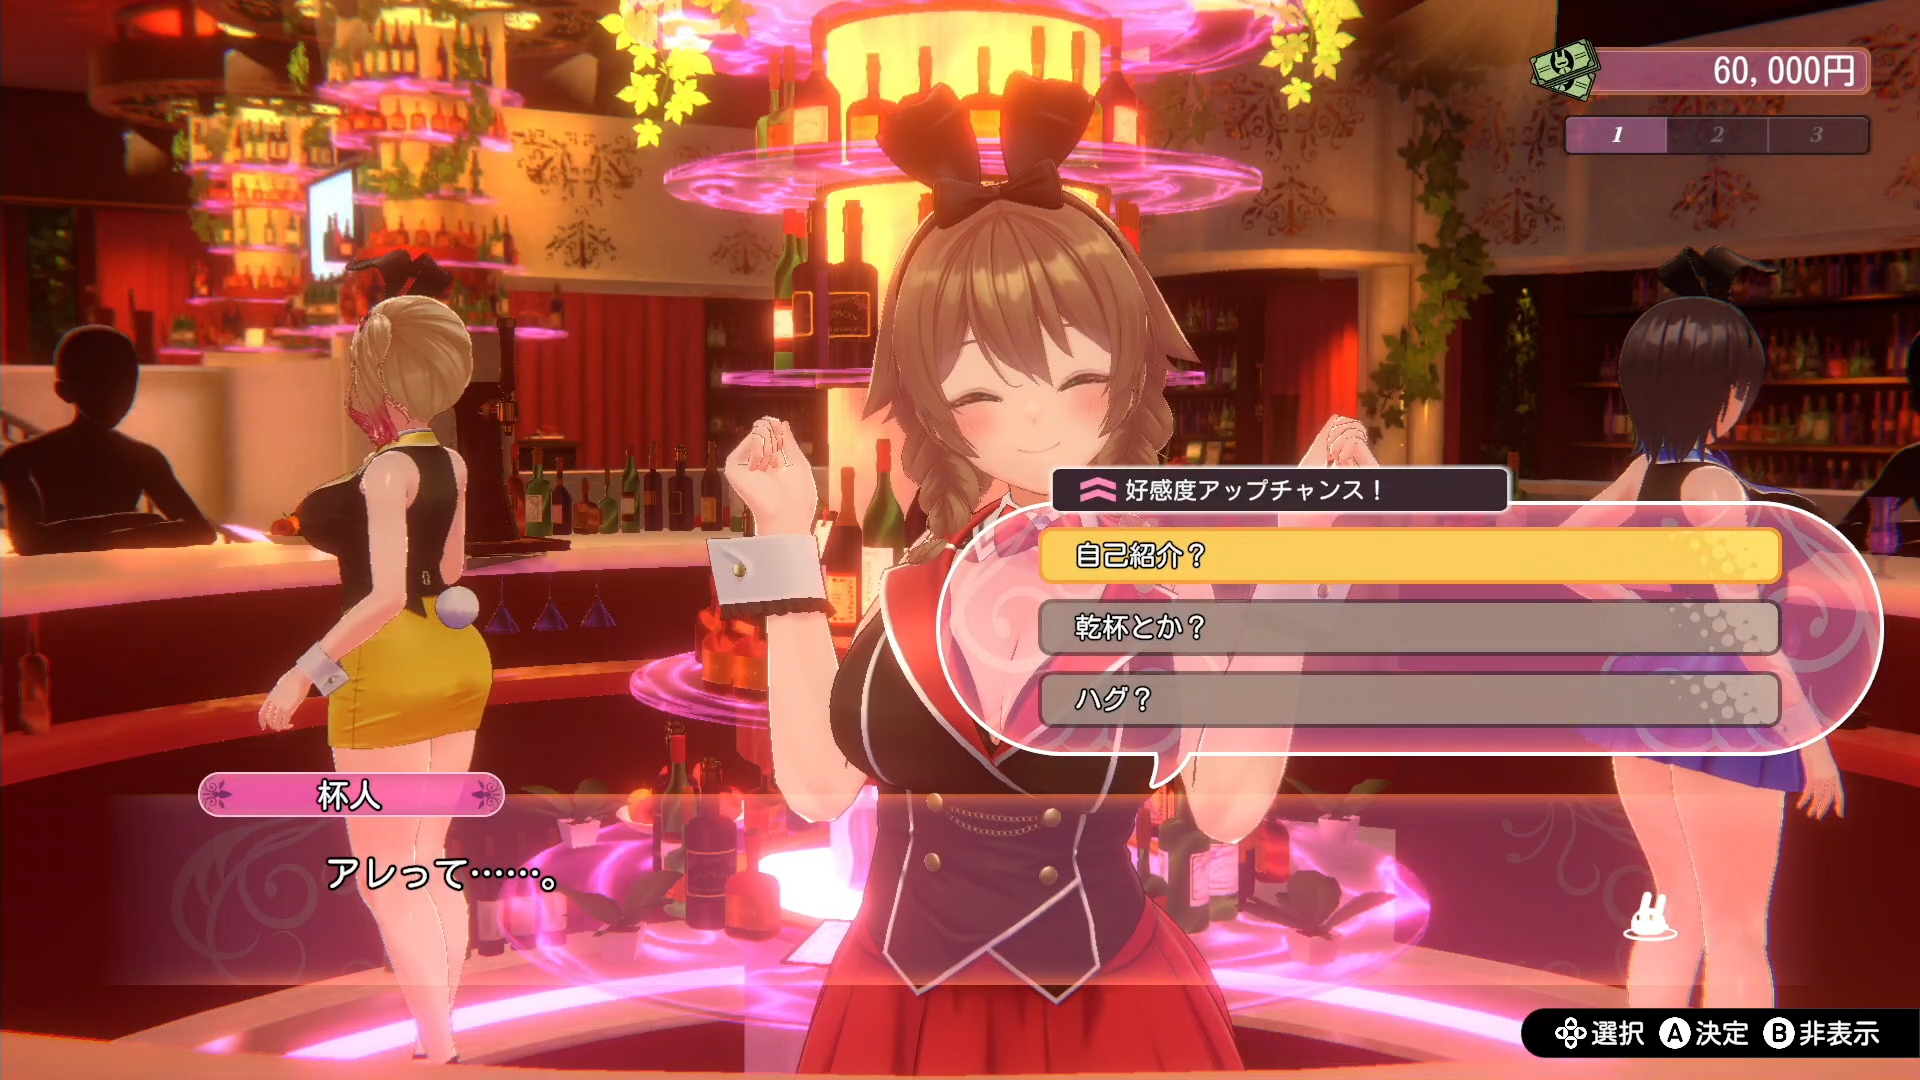 60,000円
1 2 3
好感度アップチャンス！
自己紹介？
乾杯とか？
ハグ？
杯人
アレって……。
選択 A 決定 B 非表示